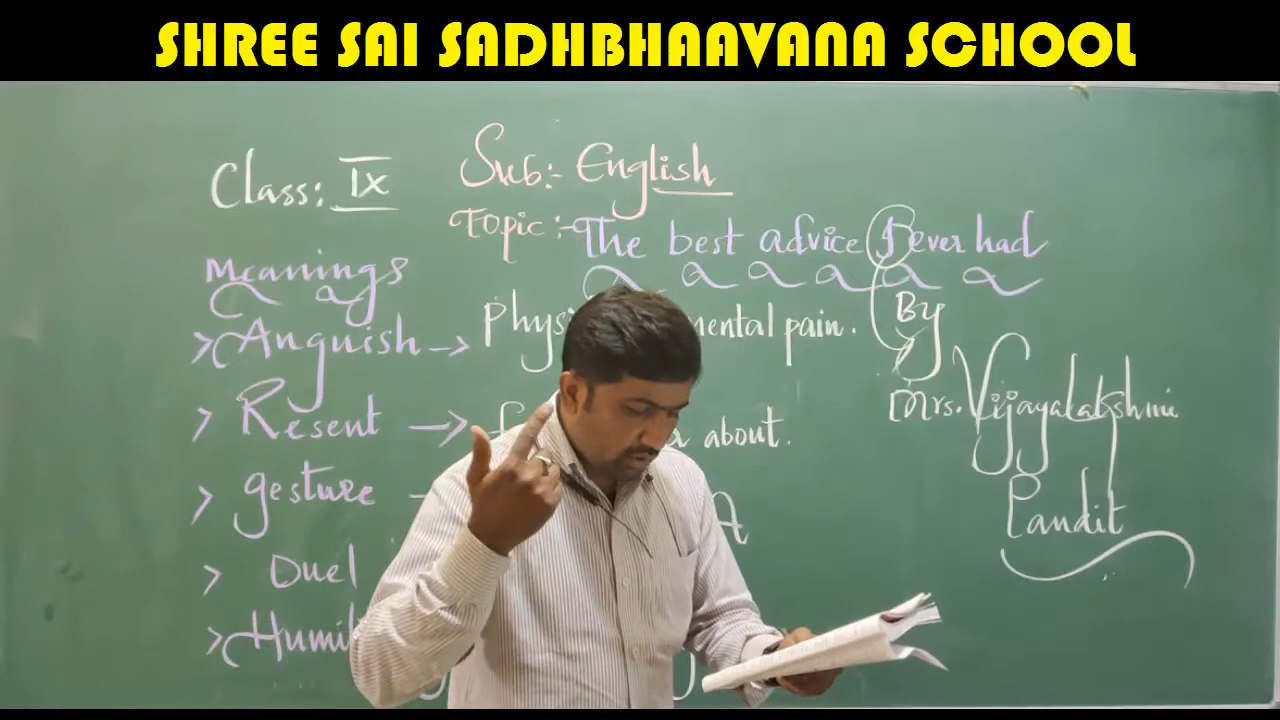 SHREE SAI SADHBHAAVANA SCHOOL
Class: IX
Sub:- English
Topic:- The best advice I ever had
By
Mrs. Vijayalakshmi
Pandit
Meanings
> Anguish → mental pain.
> Resent → about.
> gesture
> Duel